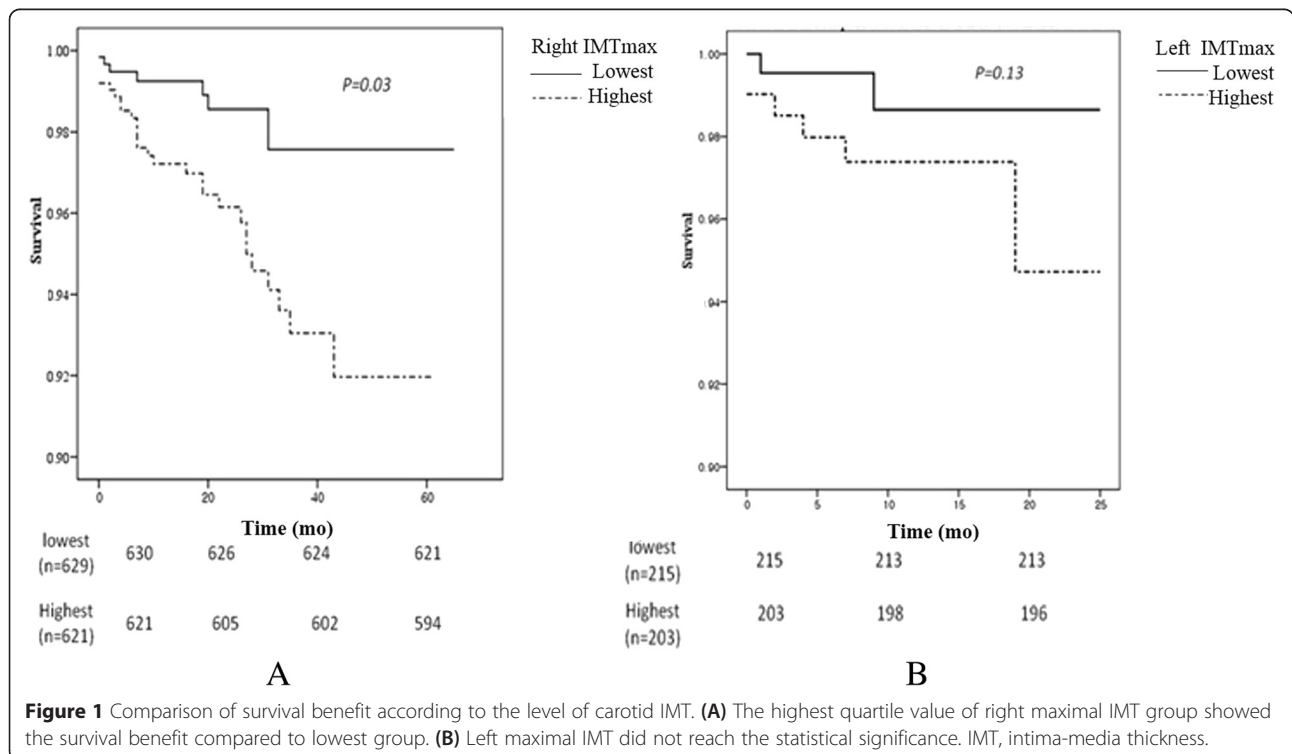 Right IMTmax
Lowest
Highest
P=0.03
1.00
0.98
0.96
0.94
0.92
0.90
Survival
0 20 40 60
Time (mo)
lowest
(n=629) 630 626 624 621
Highest
(n=621) 621 605 602 594
A
Left IMTmax
Lowest
Highest
P=0.13
1.00
0.98
0.96
0.94
0.92
0.90
Survival
0 5 10 15 20 25
Time (mo)
lowest
(n=215) 215 213 213
Highest
(n=203) 203 198 196
B
Figure 1 Comparison of survival benefit according to the level of carotid IMT. (A) The highest quartile value of right maximal IMT group showed
the survival benefit compared to lowest group. (B) Left maximal IMT did not reach the statistical significance. IMT, intima-media thickness.